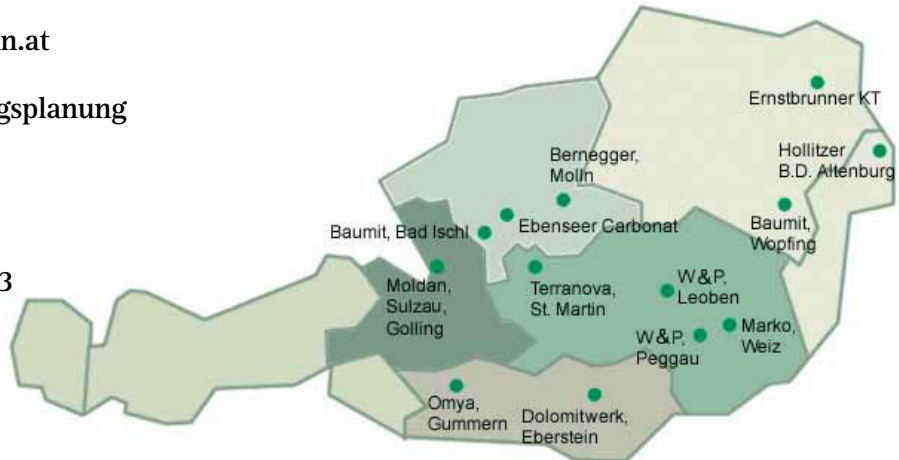 n.at
gsplanung
3
Ernstbrunner KT
Hollitzer
B.D. Altenburg
Bernegger,
Molln
Baumit, Bad Ischl
Ebenseer Carbonat
Baumit,
Wopfing
Moldan,
Sulzau,
Golling
Terranova,
St. Martin
W&P,
Leoben
Marko,
Weiz
W&P,
Peggau
Omya,
Gummern
Dolomitwerk,
Eberstein